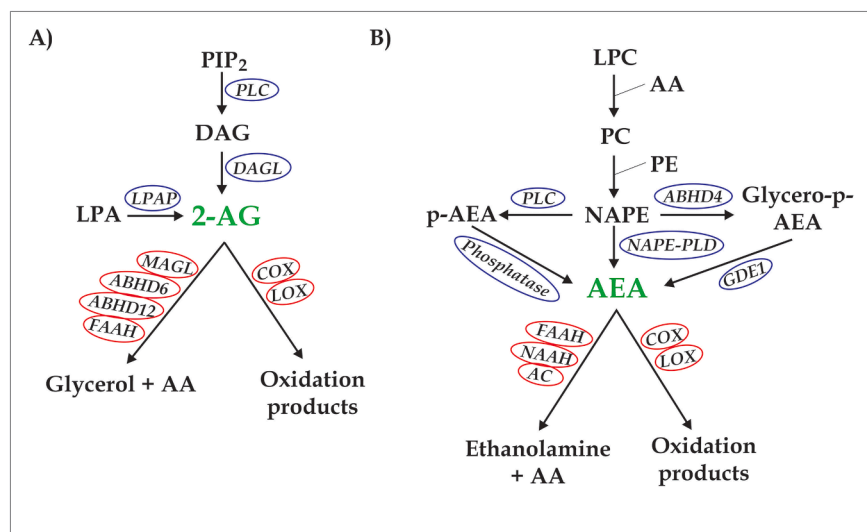 A)
PIP2
PLC
DAG
DAGL
LPAP
LPA
2-AG
MAGL
ABHD6
ABHD12
FAAH
COX
LOX
Glycerol + AA
Oxidation
products
B)
LPC
AA
PC
PE
PLC
ABHD4
Glycero-p-
AEA
p-AEA
NAPE
NAPE-PLD
Phosphatase
GDE1
AEA
FAAH
NAAH
AC
COX
LOX
Ethanolamine
+ AA
Oxidation
products